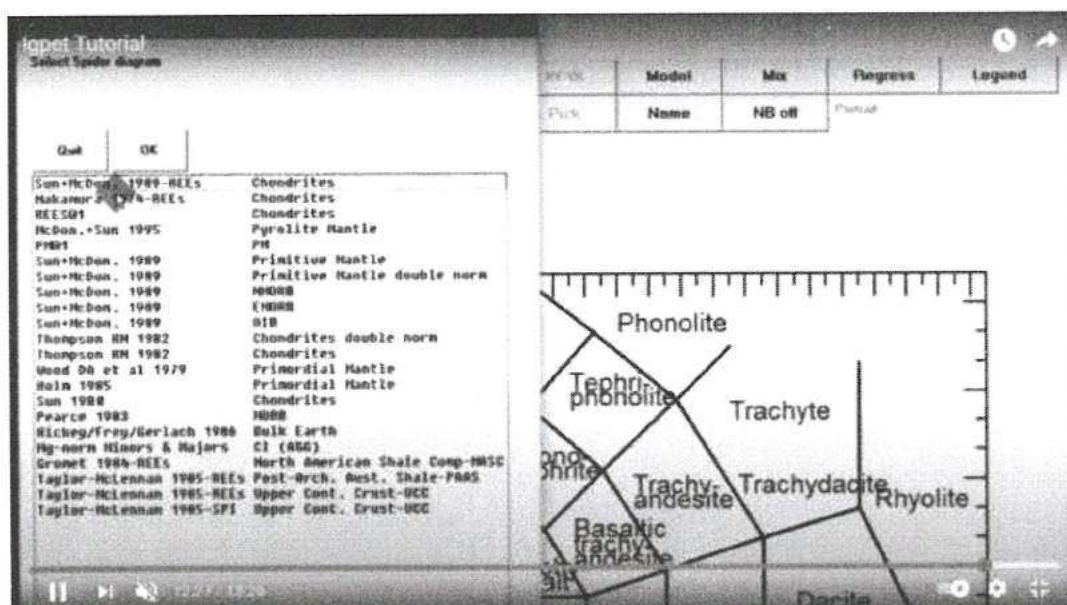 Igpet Tutorial
Select Spider diagram
Model Mix Regress Legend
Pick Name NB off
Quit OK
Sun+McDon. 1989-REEs Chondrites
Nakamura 1974-REEs Chondrites
REES01 Chondrites
McDon.+Sun 1995 Pyrolite Mantle
PM01 PM
Sun+McDon. 1989 Primitive Mantle
Sun+McDon. 1989 Primitive Mantle double norm
Sun+McDon. 1989 NMORB
Sun+McDon. 1989 EMORB
Sun+McDon. 1989 OIB
Thompson RN 1982 Chondrites double norm
Thompson RN 1982 Chondrites
Wood DA et al 1979 Primordial Mantle
Holm 1985 Primordial Mantle
Sun 1980 Chondrites
Pearce 1983 MORB
Hickey/Frey/Gerlach 1986 Bulk Earth
Mg-norm Minors & Majors C1 (A&G)
Gromet 1984-REEs North American Shale Comp-NASC
Taylor-McLennan 1985-REEs Post-Arch. Aust. Shale-PAAS
Taylor-McLennan 1985-REEs Upper Cont. Crust-UCC
Taylor-McLennan 1985-SPI Upper Cont. Crust-UCC
Phonolite
Tephri-
phonolite
Trachyte
Trachy-
andesite
Trachydacite
Rhyolite
Basaltic
trachy-
andesite
Dacite